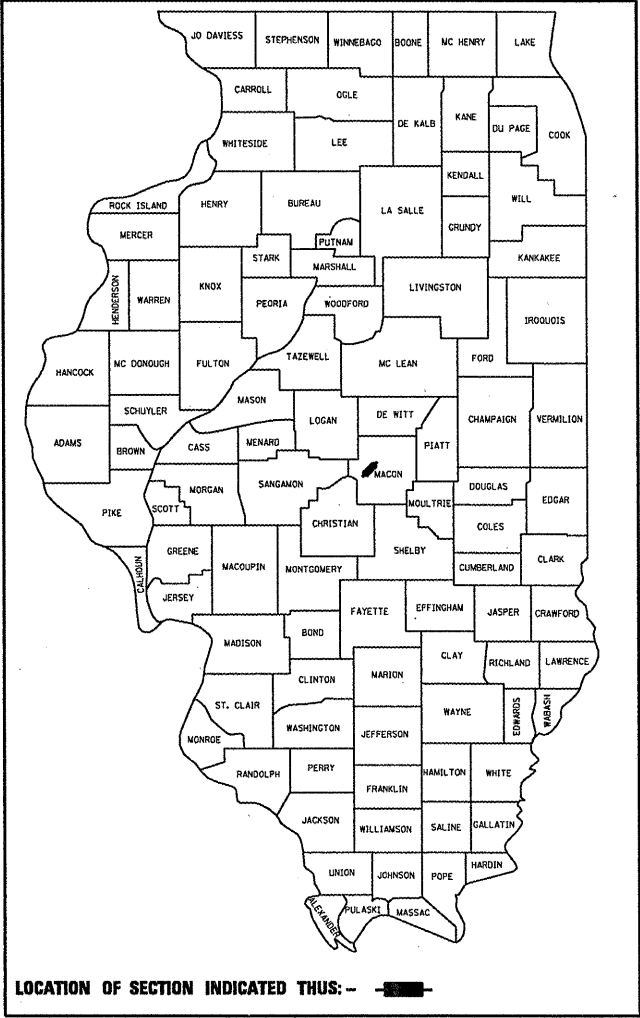 JO DAVIESS
STEPHENSON
WINNEBAGO
BOONE
MC HENRY
LAKE
CARROLL
OGLE
DE KALB
KANE
DU PAGE
COOK
WHITESIDE
LEE
KENDALL
WILL
ROCK ISLAND
HENRY
BUREAU
LA SALLE
GRUNDY
MERCER
PUTNAM
STARK
MARSHALL
KANKAKEE
HENDERSON
WARREN
KNOX
PEORIA
WOODFORD
LIVINGSTON
IROQUOIS
HANCOCK
MC DONOUGH
FULTON
TAZEWELL
MC LEAN
FORD
SCHUYLER
MASON
LOGAN
DE WITT
CHAMPAIGN
VERMILION
ADAMS
BROWN
CASS
MENARD
PIATT
MACON
PIKE
SCOTT
MORGAN
SANGAMON
CHRISTIAN
MOULTRIE
DOUGLAS
EDGAR
COLES
CALHOUN
GREENE
MACOUPIN
MONTGOMERY
SHELBY
CUMBERLAND
CLARK
JERSEY
FAYETTE
EFFINGHAM
JASPER
CRAWFORD
MADISON
BOND
CLINTON
MARION
CLAY
RICHLAND
LAWRENCE
ST. CLAIR
WASHINGTON
JEFFERSON
WAYNE
EDWARDS
WABASH
MONROE
RANDOLPH
PERRY
FRANKLIN
HAMILTON
WHITE
JACKSON
WILLIAMSON
SALINE
GALLATIN
UNION
JOHNSON
POPE
HARDIN
ALEXANDER
PULASKI
MASSAC
LOCATION OF SECTION INDICATED THUS: -